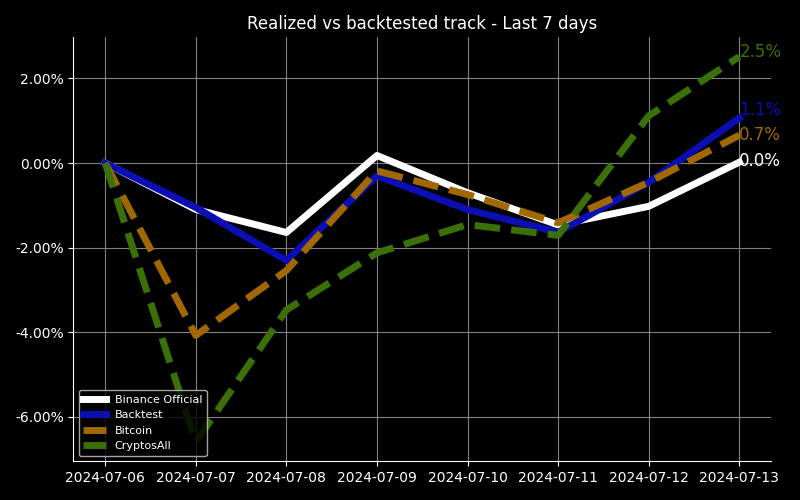 Realized vs backtested track - Last 7 days
2.5%
2.00%
1.1%
0.7%
0.00%
0.0%
-2.00%
-4.00%
-6.00%
Binance Official
Backtest
Bitcoin
CryptosAll
2024-07-06 2024-07-07 2024-07-08 2024-07-09 2024-07-10 2024-07-11 2024-07-12 2024-07-13